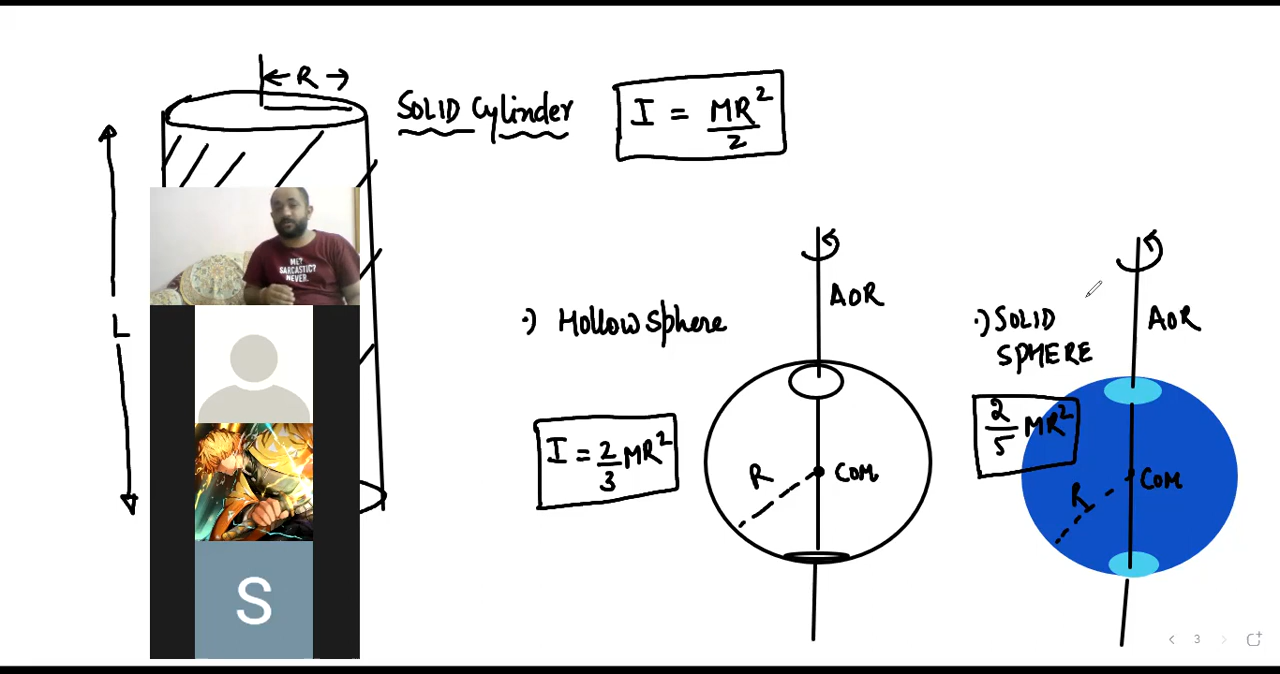 R
SOLID Cylinder
I = MR²/2
L
ME?
SARCASTIC?
NEVER.
S
·) Hollow Sphere
I = 2/3 MR²
AOR
R
COM
·) SOLID
SPHERE
2/5 MR²
AOR
R
COM
3